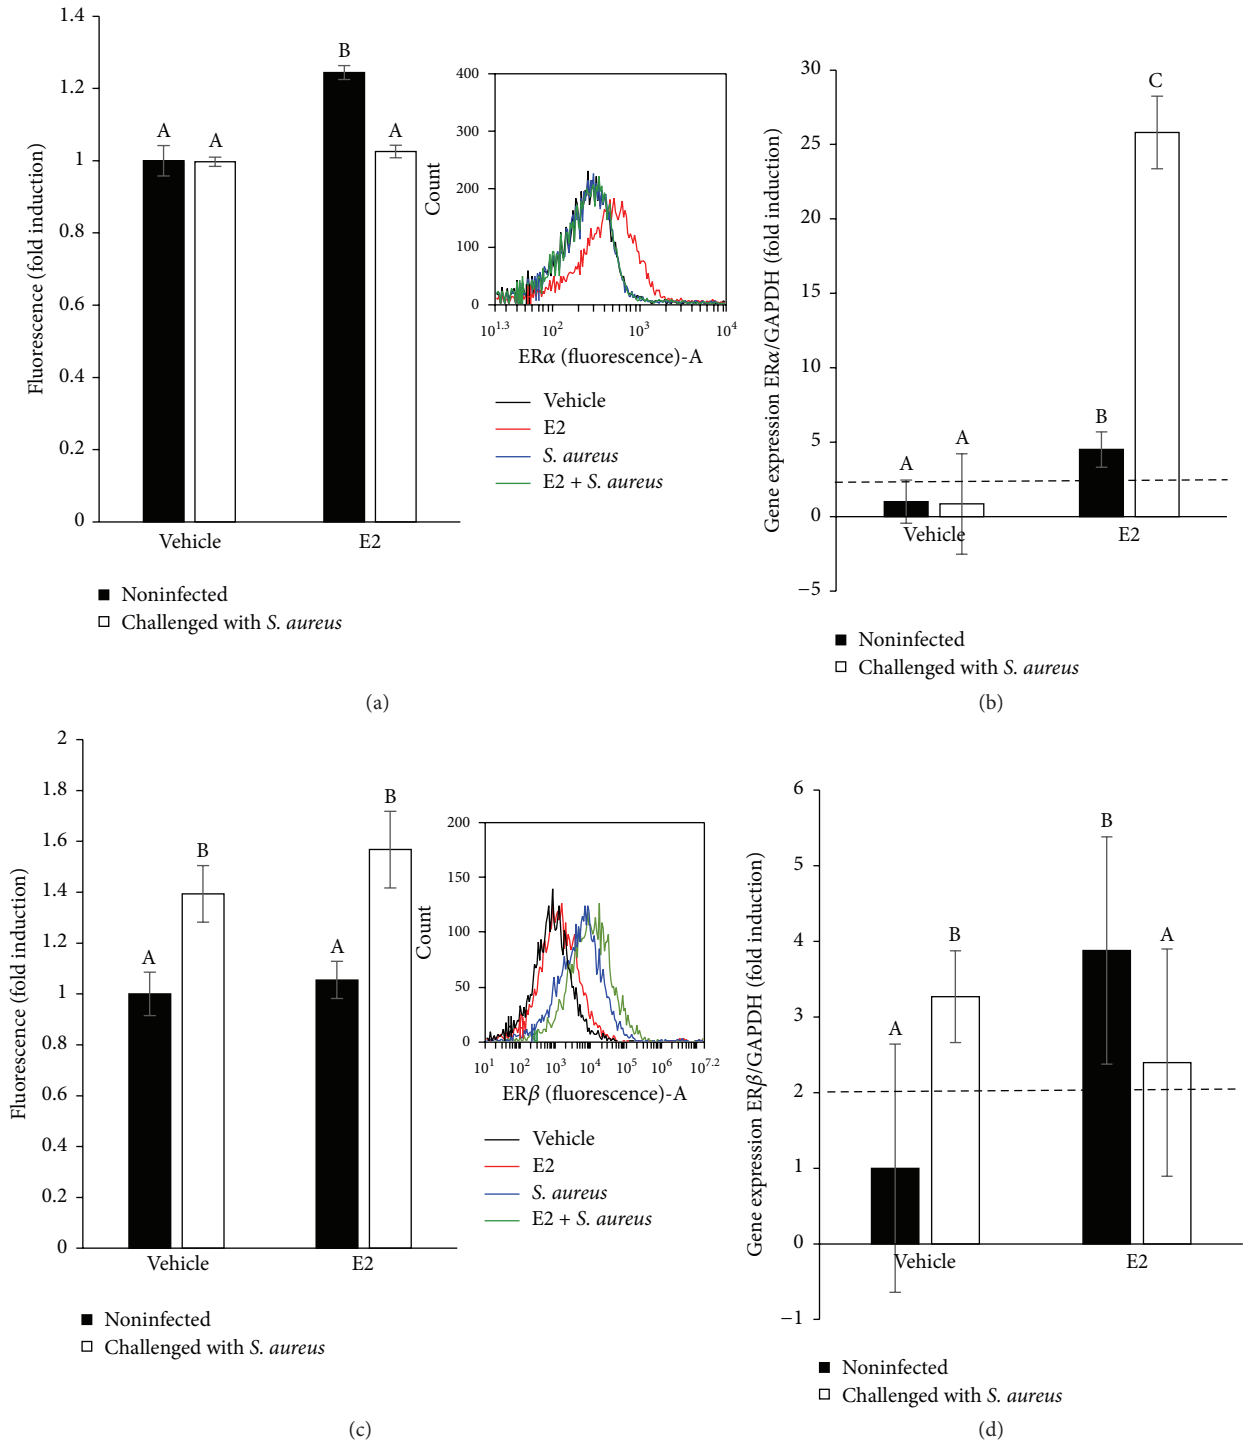 1.4
1.2
1
0.8
0.6
0.4
0.2
0
Fluorescence (fold induction)
A
A
B
A
Vehicle
E2
Noninfected
Challenged with S. aureus
400
300
200
100
0
Count
10^1.3
10^2
10^3
10^4
ERα (fluorescence)-A
Vehicle
E2
S. aureus
E2 + S. aureus
(a)
30
25
20
15
10
5
0
−5
Gene expression ERα/GAPDH (fold induction)
A
A
B
C
Vehicle
E2
Noninfected
Challenged with S. aureus
(b)
2
1.8
1.6
1.4
1.2
1
0.8
0.6
0.4
0.2
0
Fluorescence (fold induction)
A
B
A
B
Vehicle
E2
Noninfected
Challenged with S. aureus
200
150
100
50
0
Count
10^1
10^2
10^3
10^4
10^5
10^6
10^7.2
ERβ (fluorescence)-A
Vehicle
E2
S. aureus
E2 + S. aureus
(c)
6
5
4
3
2
1
0
−1
Gene expression ERβ/GAPDH (fold induction)
A
B
B
A
Vehicle
E2
Noninfected
Challenged with S. aureus
(d)